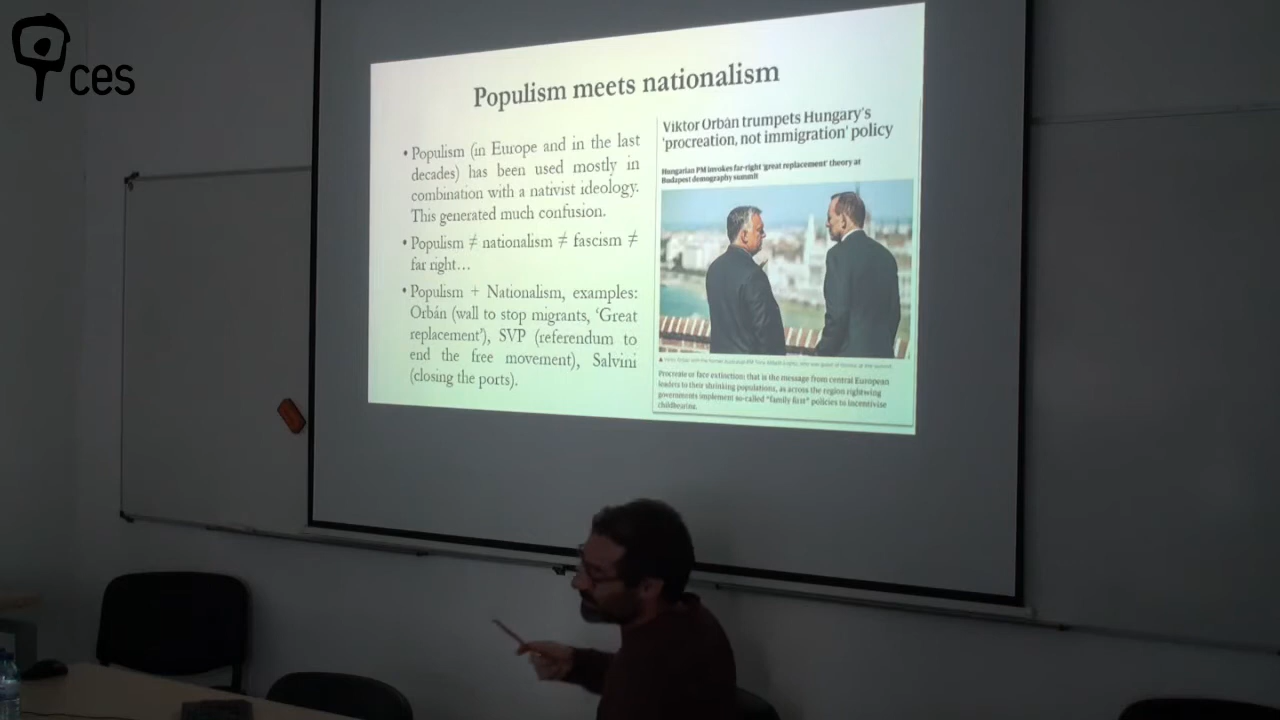 ces
Populism meets nationalism
• Populism (in Europe and in the last
decades) has been used mostly in
combination with a nativist ideology.
This generated much confusion.
• Populism ≠ nationalism ≠ fascism ≠
far right…
• Populism + Nationalism, examples:
Orbán (wall to stop migrants, ‘Great
replacement’), SVP (referendum to
end the free movement), Salvini
(closing the ports).
Viktor Orbán trumpets Hungary's
'procreation, not immigration' policy
Hungarian PM invokes far-right 'great replacement' theory at
Budapest demography summit
Procreate or face extinction: that is the message from central European
leaders to their shrinking populations, as across the region rightwing
governments implement so-called "family first" policies to incentivise
childbearing.